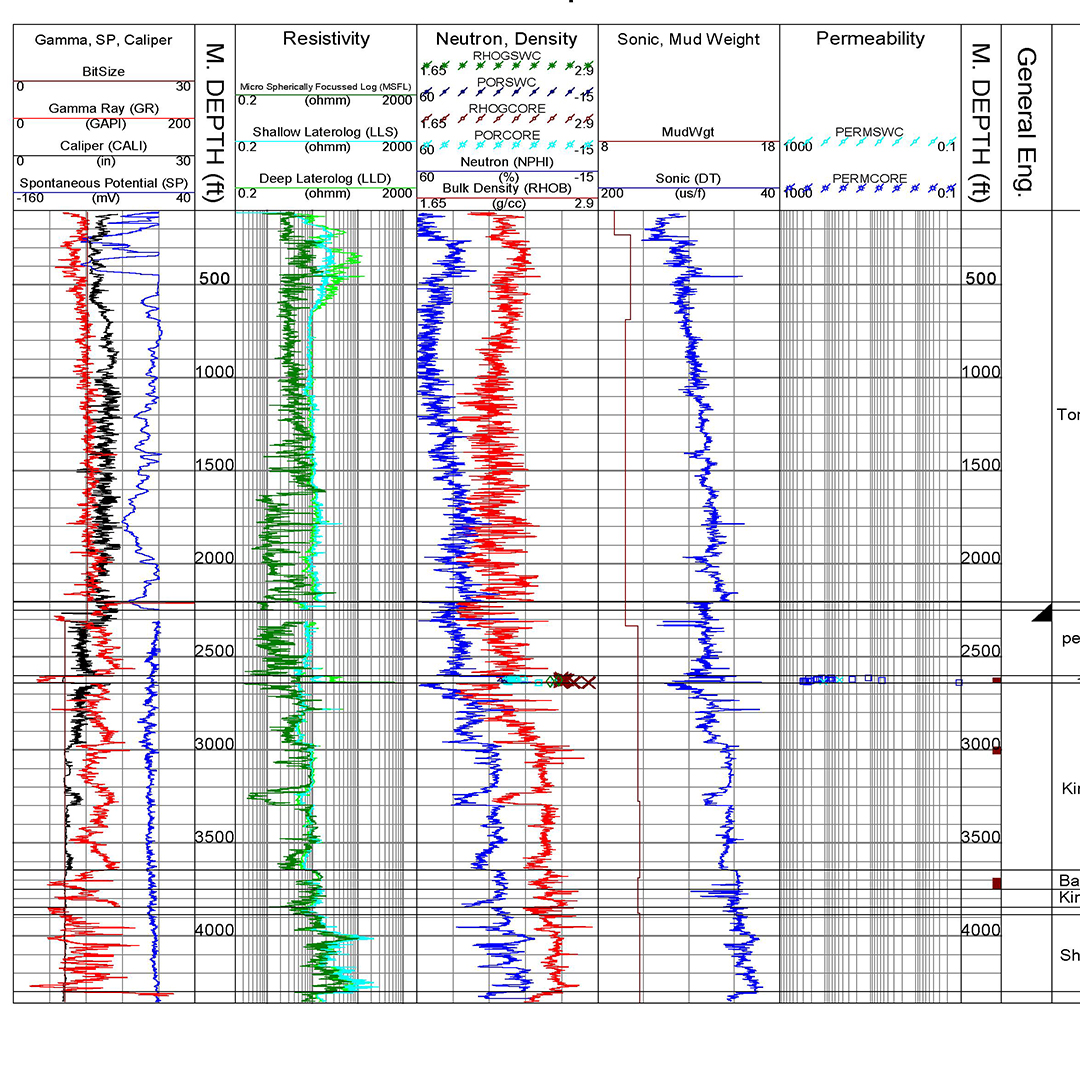 Gamma, SP, Caliper
BitSize
0 30
Gamma Ray (GR)
0 (GAPI) 200
Caliper (CALI)
0 (in) 30
Spontaneous Potential (SP)
-160 (mV) 40
M. DEPTH (ft)
Resistivity
Micro Spherically Focussed Log (MSFL)
0.2 (ohmm) 2000
Shallow Laterolog (LLS)
0.2 (ohmm) 2000
Deep Laterolog (LLD)
0.2 (ohmm) 2000
Neutron, Density
RHOGSWC
1.65 2.9
PORSWC
60 -15
RHOGCORE
1.65 2.9
PORCORE
60 -15
Neutron (NPHI)
60 (%) -15
Bulk Density (RHOB)
1.65 (g/cc) 2.9
Sonic, Mud Weight
MudWgt
8 18
Sonic (DT)
200 (us/f) 40
Permeability
PERMSWC
1000 0.1
PERMCORE
1000 0.1
M. DEPTH (ft)
General Eng.
500 500
1000 1000
Tor
1500 1500
2000 2000
pe
2500 2500
3000 3000
Kir
3500 3500
Ba
Kir
4000 4000
Sh